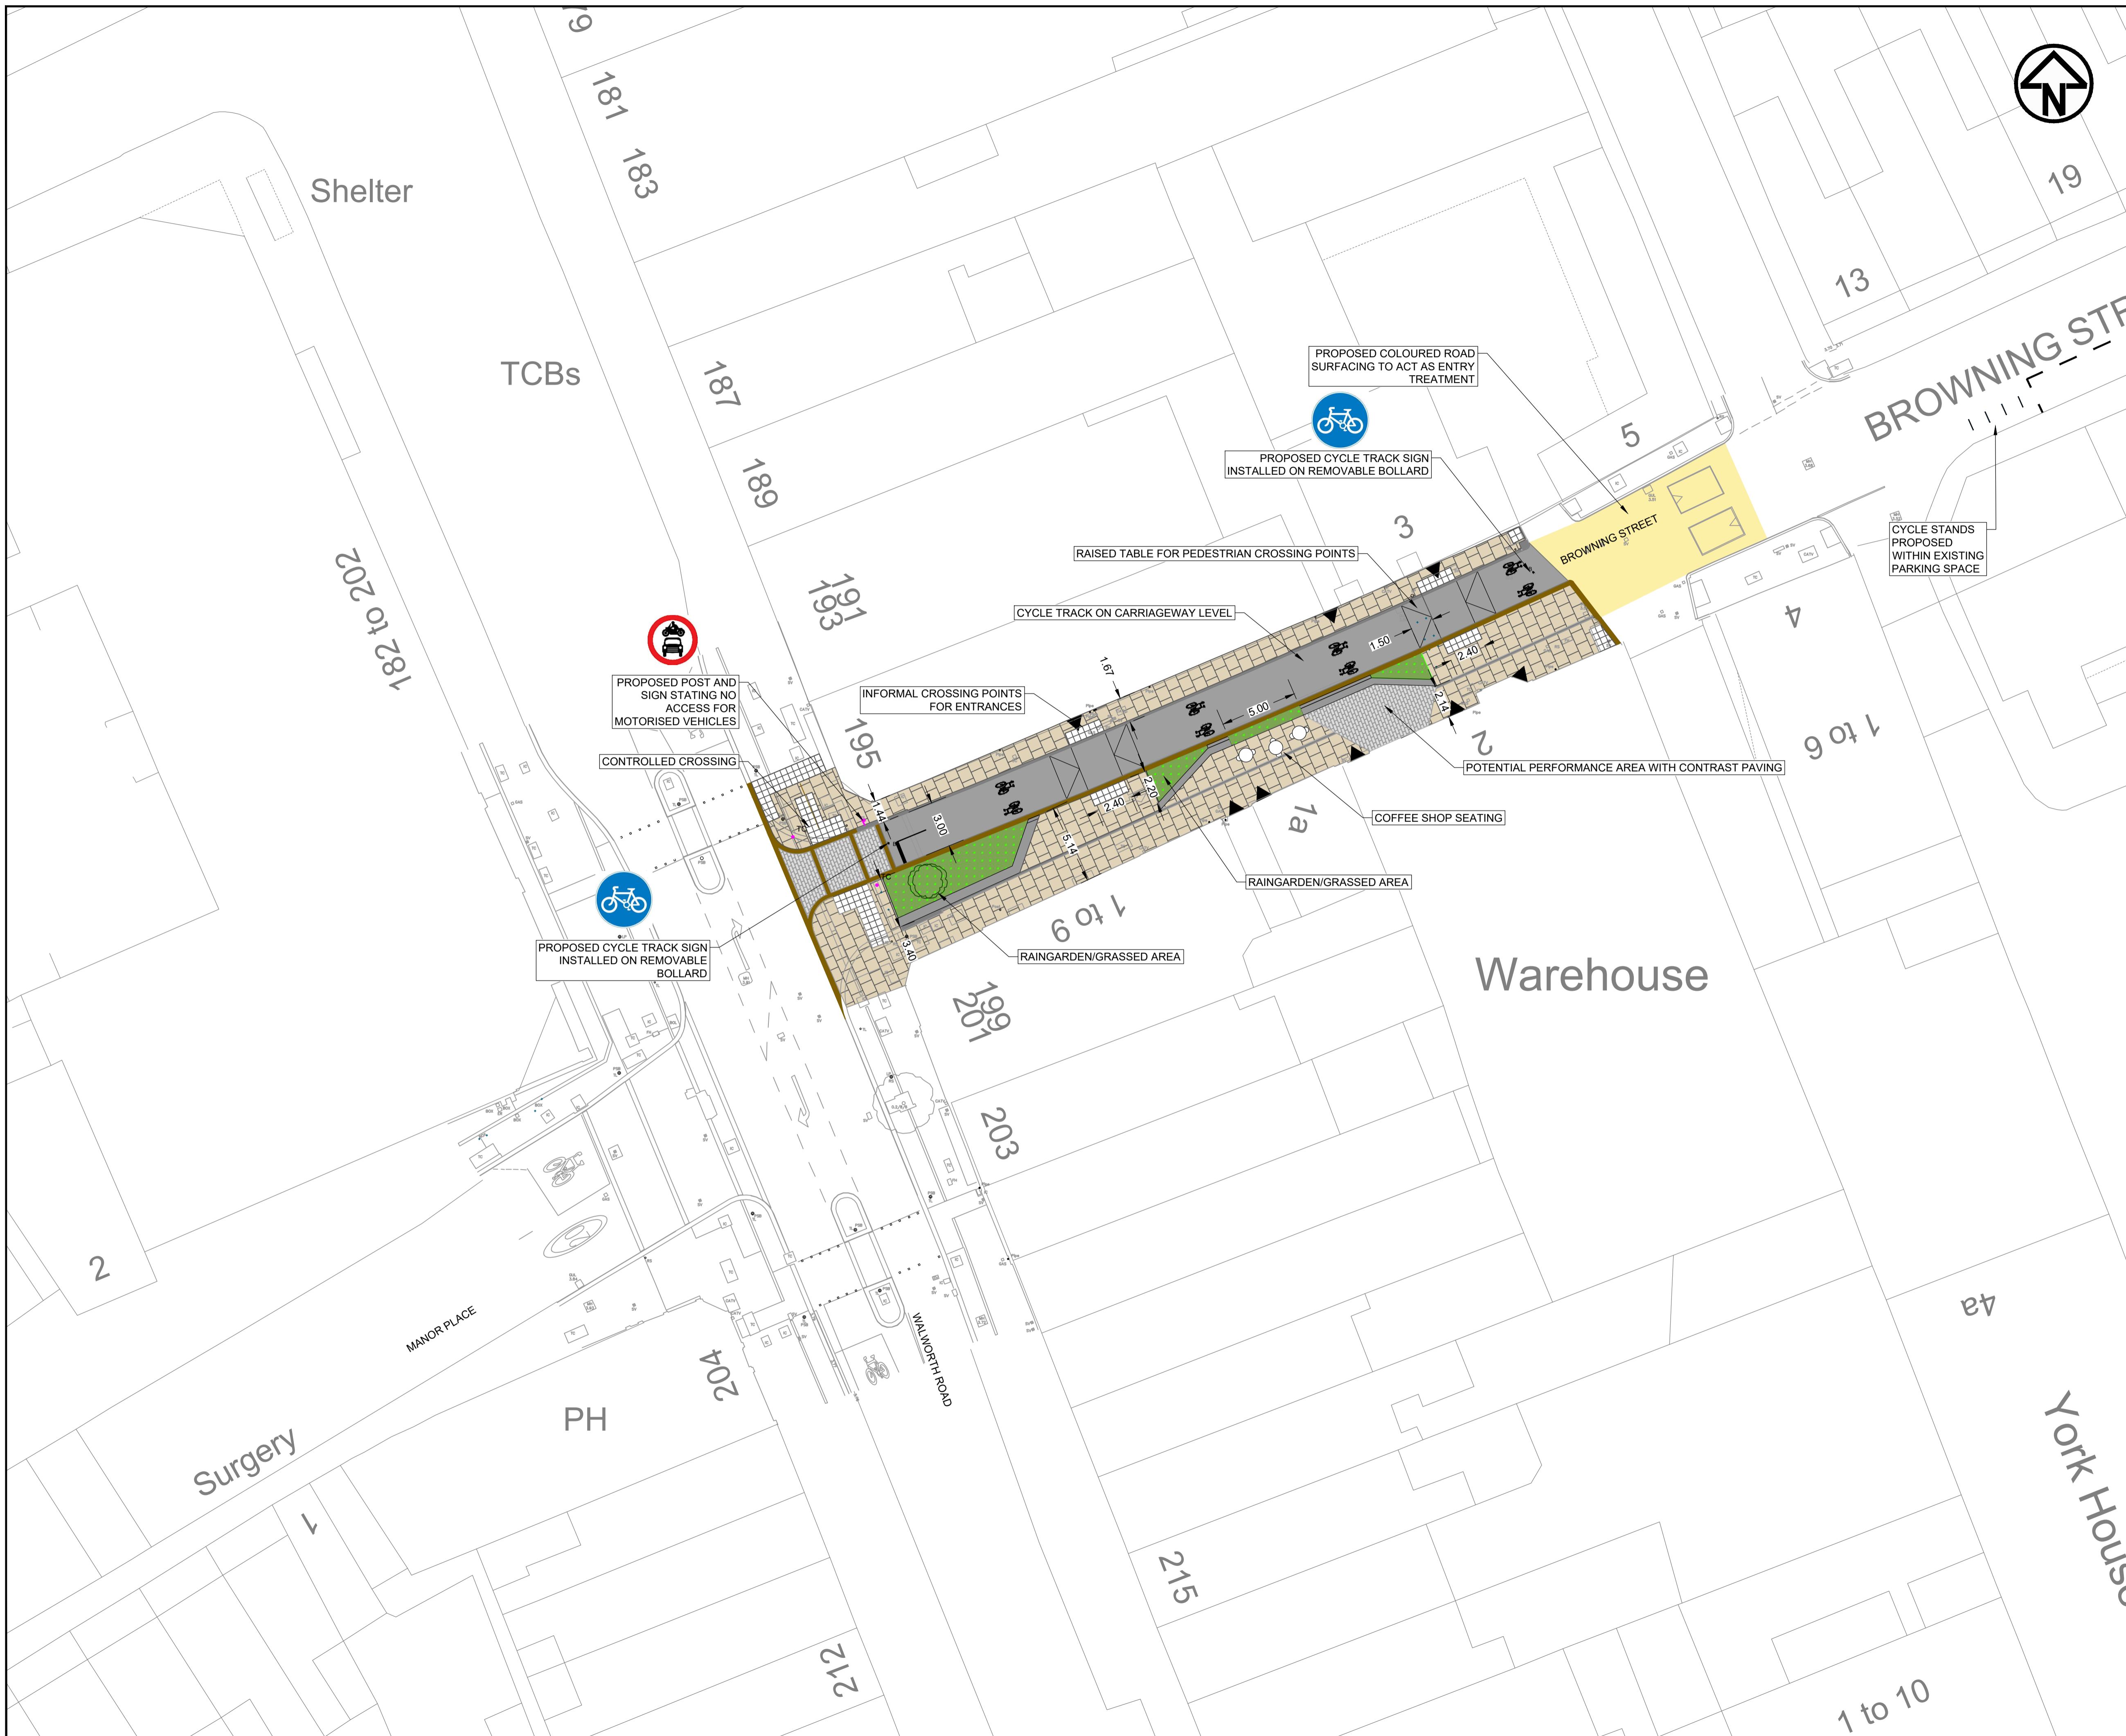 79
181
183
Shelter
N
19
13
TCBs
187
189
BROWNING STR
PROPOSED COLOURED ROAD
SURFACING TO ACT AS ENTRY
TREATMENT
5
PROPOSED CYCLE TRACK SIGN
INSTALLED ON REMOVABLE BOLLARD
3
BROWNING STREET
CYCLE STANDS
PROPOSED
WITHIN EXISTING
PARKING SPACE
RAISED TABLE FOR PEDESTRIAN CROSSING POINTS
CYCLE TRACK ON CARRIAGEWAY LEVEL
182 to 202
191
193
195
4
1 to 6
PROPOSED POST AND
SIGN STATING NO
ACCESS FOR
MOTORISED VEHICLES
INFORMAL CROSSING POINTS
FOR ENTRANCES
1.67
1.50
2.40
2.14
5.00
2
CONTROLLED CROSSING
POTENTIAL PERFORMANCE AREA WITH CONTRAST PAVING
1.44
3.00
2.40
2.20
5.14
1a
COFFEE SHOP SEATING
RAINGARDEN/GRASSED AREA
1 to 9
3.40
RAINGARDEN/GRASSED AREA
PROPOSED CYCLE TRACK SIGN
INSTALLED ON REMOVABLE
BOLLARD
Warehouse
199
201
203
2
MANOR PLACE
WALWORTH ROAD
4a
204
PH
Surgery
1
York House
215
212
1 to 10